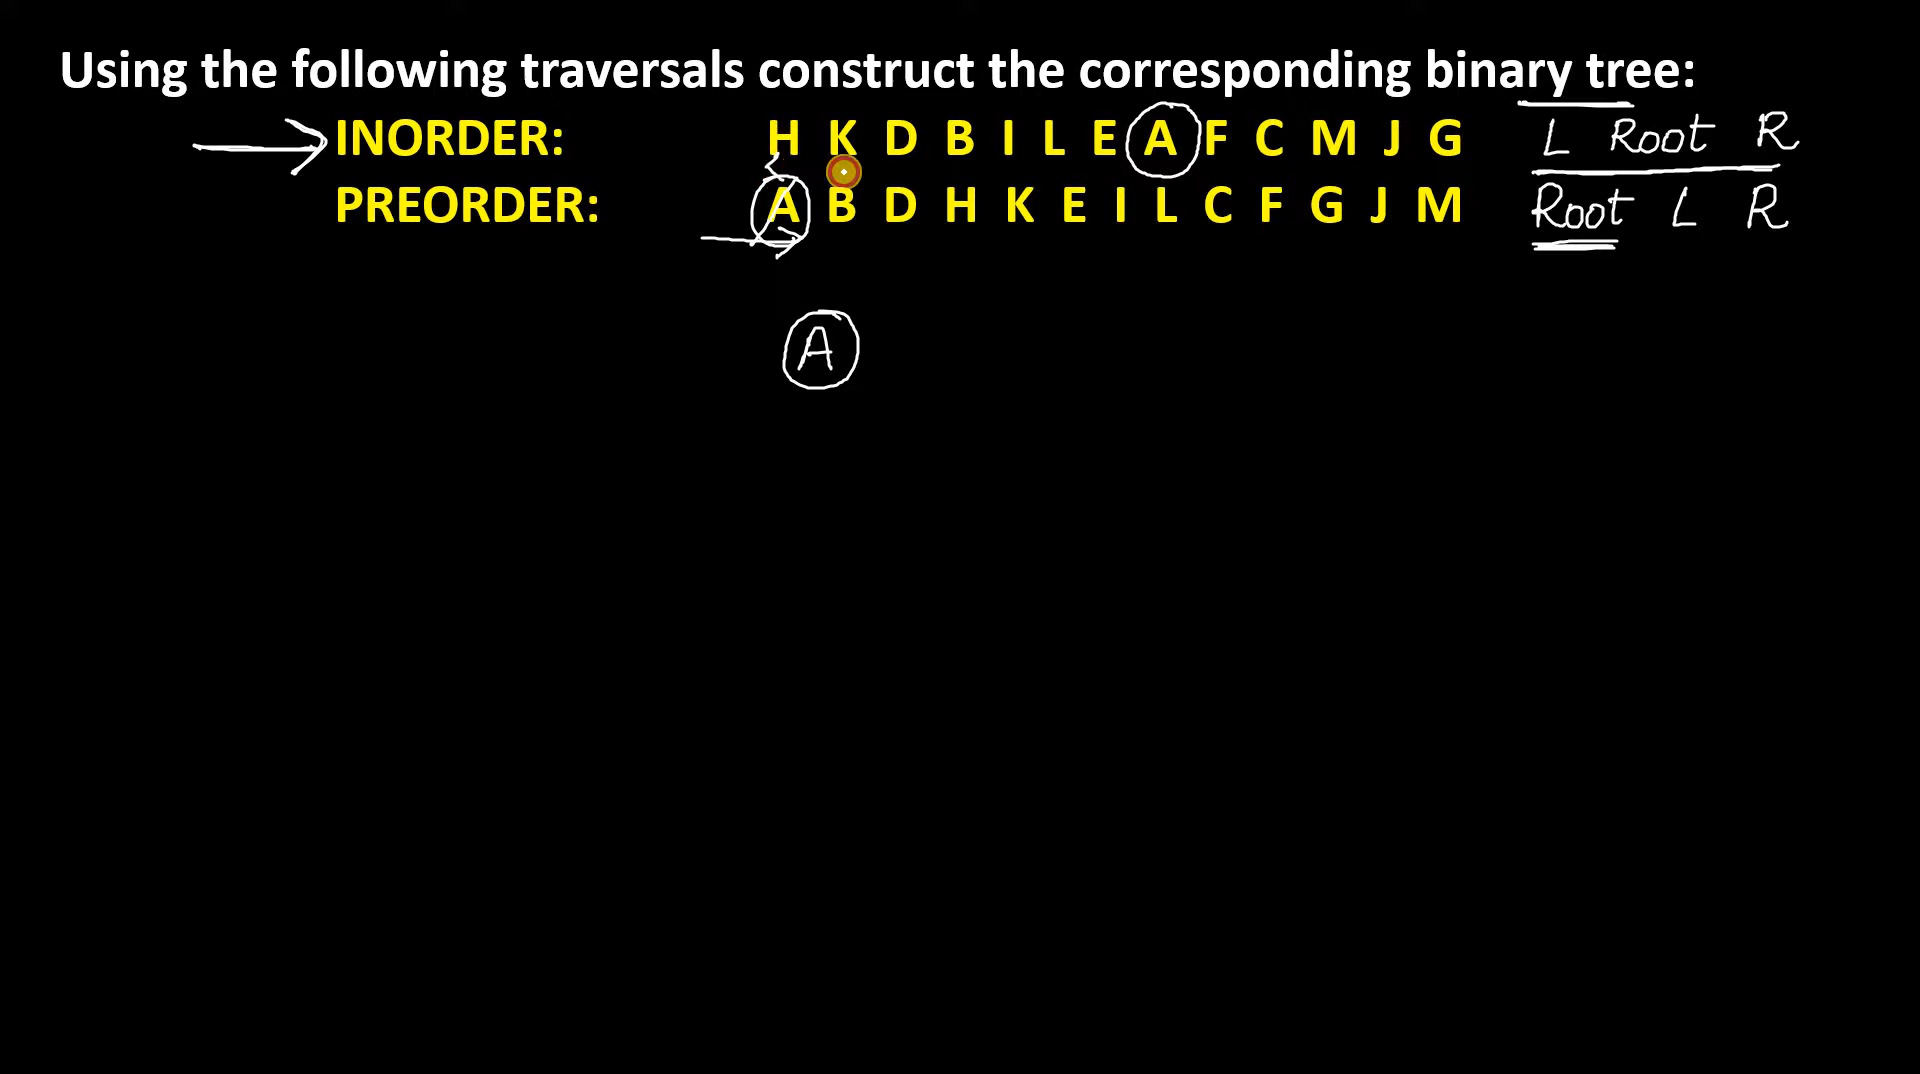 Using the following traversals construct the corresponding binary tree:
INORDER: H K D B I L E A F C M J G L Root R
PREORDER: A B D H K E I L C F G J M Root L R
A